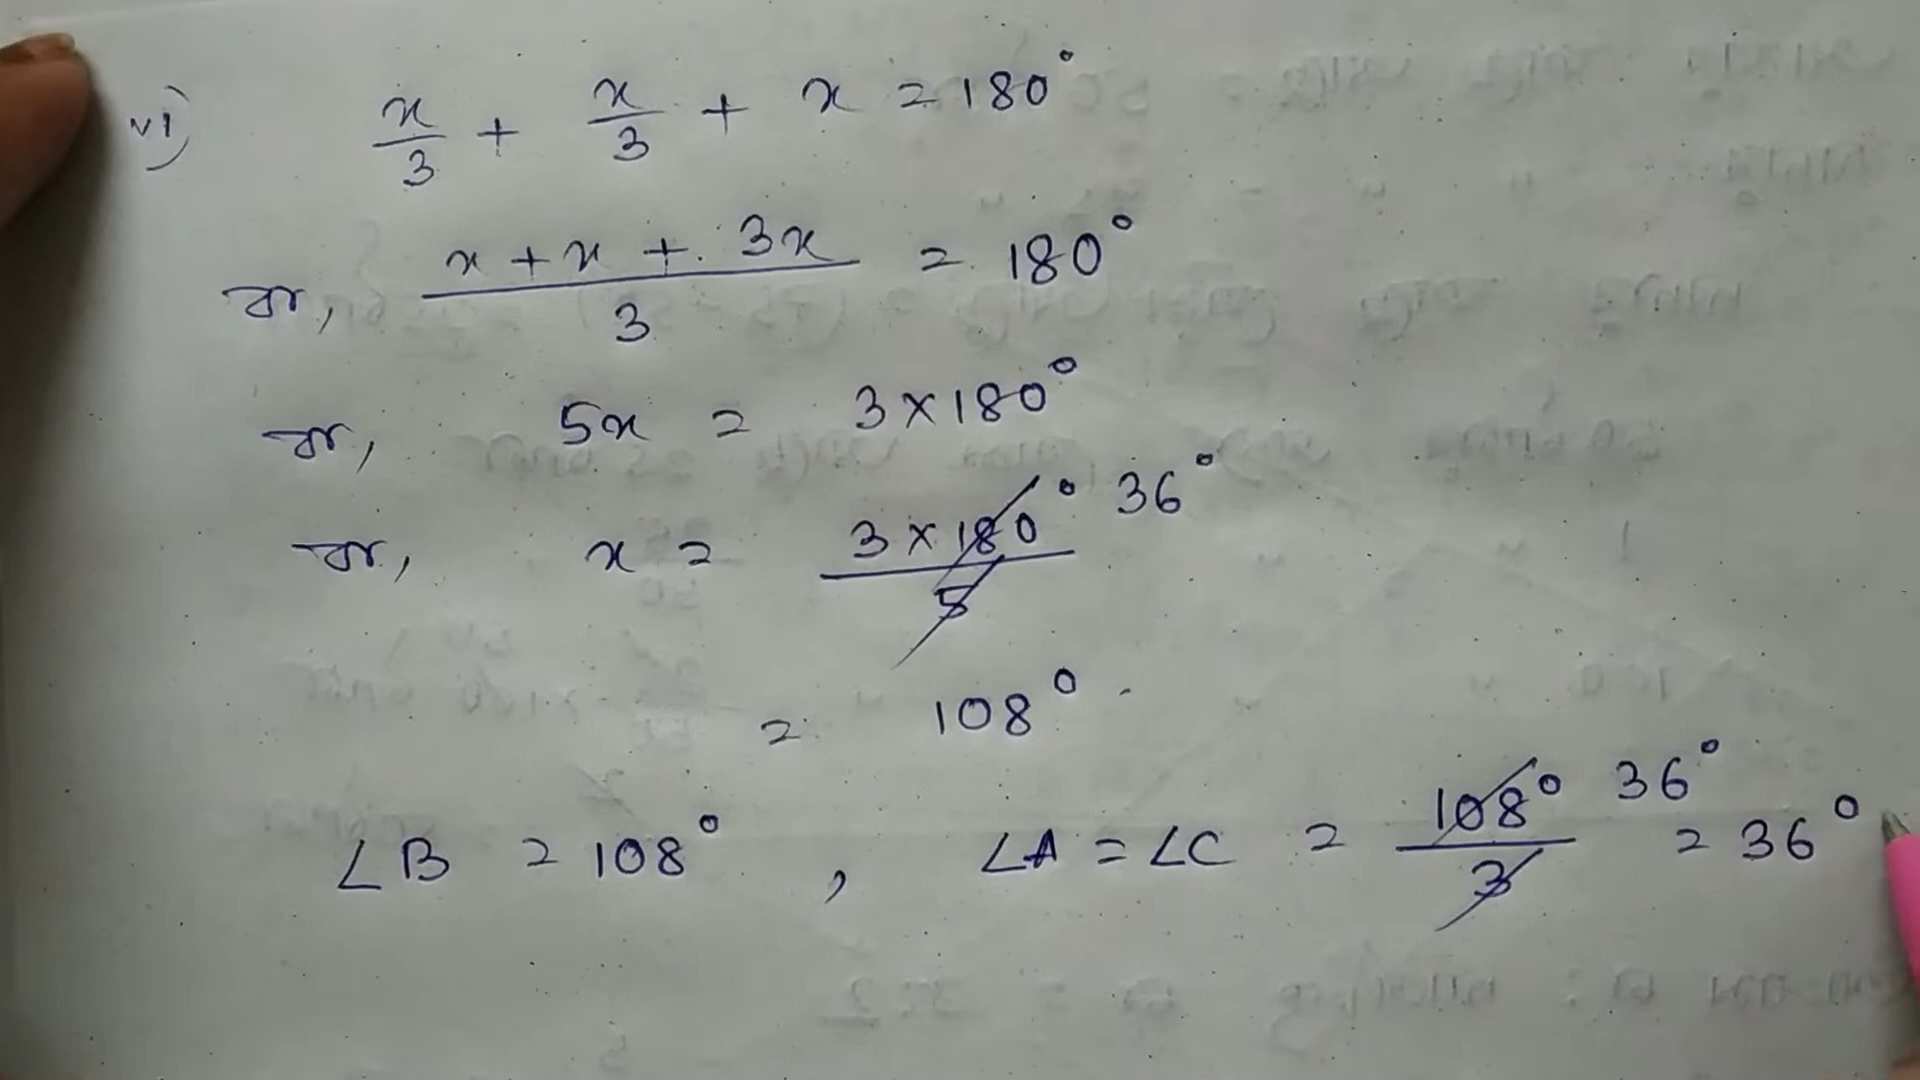 vi) x/3 + x/3 + x = 180°
বা, (x + x + 3x)/3 = 180°
বা, 5x = 3×180°
বা, x = (3×180°)/5 36°
= 108°
∠B = 108°, ∠A = ∠C = 108°/3 36° = 36°